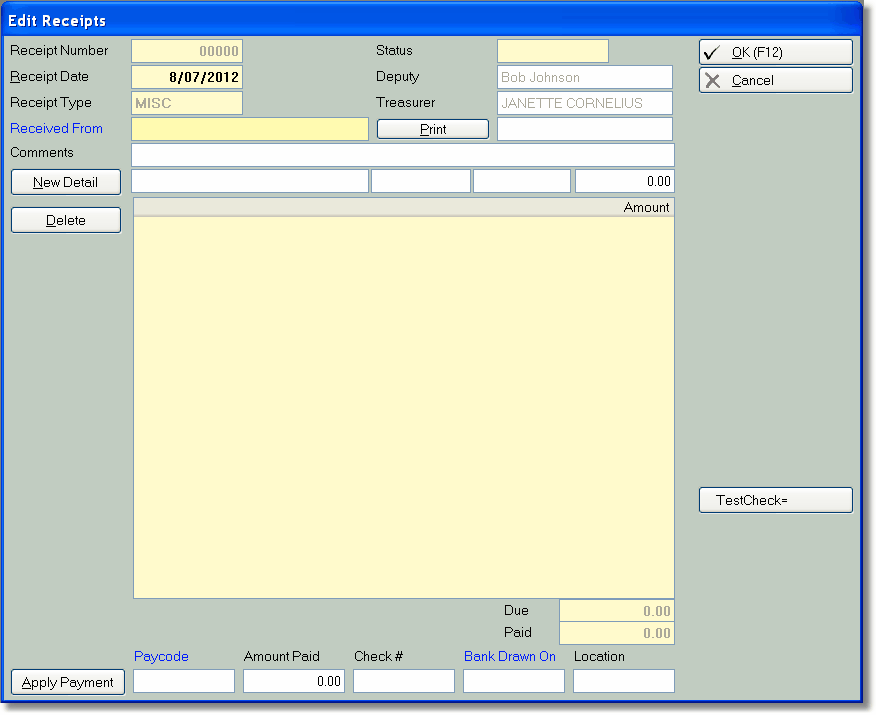 Edit Receipts
Receipt Number 00000 Status OK (F12)
Receipt Date 8/07/2012 Deputy Bob Johnson Cancel
Receipt Type MISC Treasurer JANETTE CORNELIUS
Received From Print
Comments
New Detail 0.00
Delete Amount
TestCheck=
Due 0.00
Paid 0.00
Paycode Amount Paid Check # Bank Drawn On Location
Apply Payment 0.00